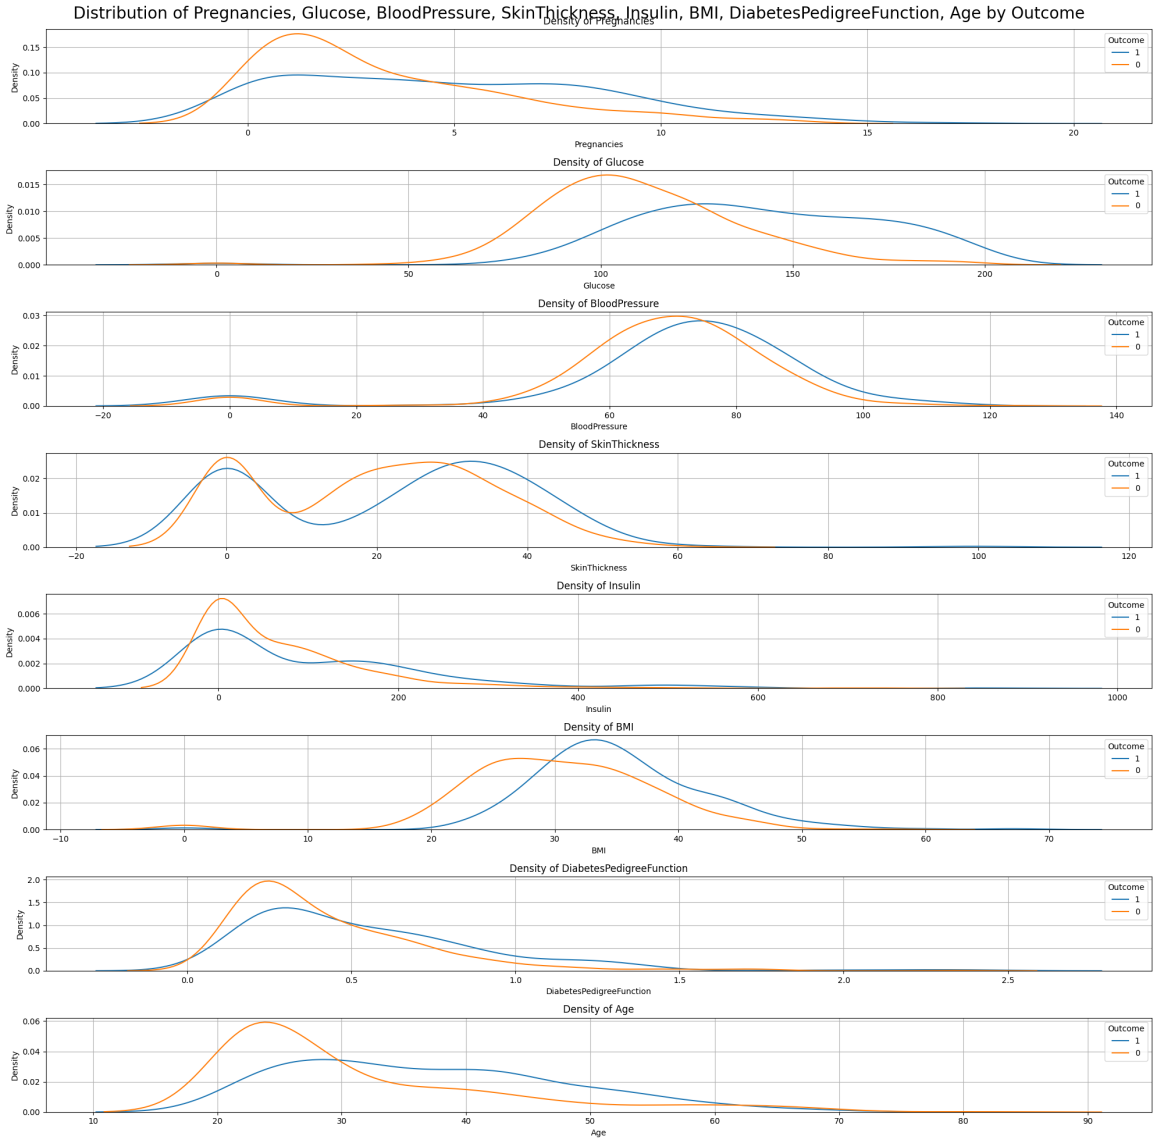 Distribution of Pregnancies, Glucose, BloodPressure, SkinThickness, Insulin, BMI, DiabetesPedigreeFunction, Age by Outcome
Density of Pregnancies
Density
0.15
0.10
0.05
0.00
0 5 10 15 20
Pregnancies
Outcome
1
0
Density of Glucose
Density
0.015
0.010
0.005
0.000
0 50 100 150 200
Glucose
Outcome
1
0
Density of BloodPressure
Density
0.03
0.02
0.01
0.00
−20 0 20 40 60 80 100 120 140
BloodPressure
Outcome
1
0
Density of SkinThickness
Density
0.02
0.01
0.00
−20 0 20 40 60 80 100 120
SkinThickness
Outcome
1
0
Density of Insulin
Density
0.006
0.004
0.002
0.000
0 200 400 600 800 1000
Insulin
Outcome
1
0
Density of BMI
Density
0.06
0.04
0.02
0.00
−10 0 10 20 30 40 50 60 70
BMI
Outcome
1
0
Density of DiabetesPedigreeFunction
Density
2.0
1.5
1.0
0.5
0.0
0.0 0.5 1.0 1.5 2.0 2.5
DiabetesPedigreeFunction
Outcome
1
0
Density of Age
Density
0.06
0.04
0.02
0.00
10 20 30 40 50 60 70 80 90
Age
Outcome
1
0